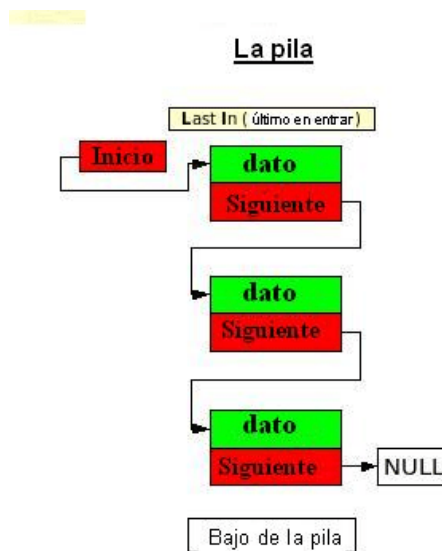 La pila
Last In ( último en entrar )
Inicio
dato
Siguiente
dato
Siguiente
dato
Siguiente
NULL
Bajo de la pila